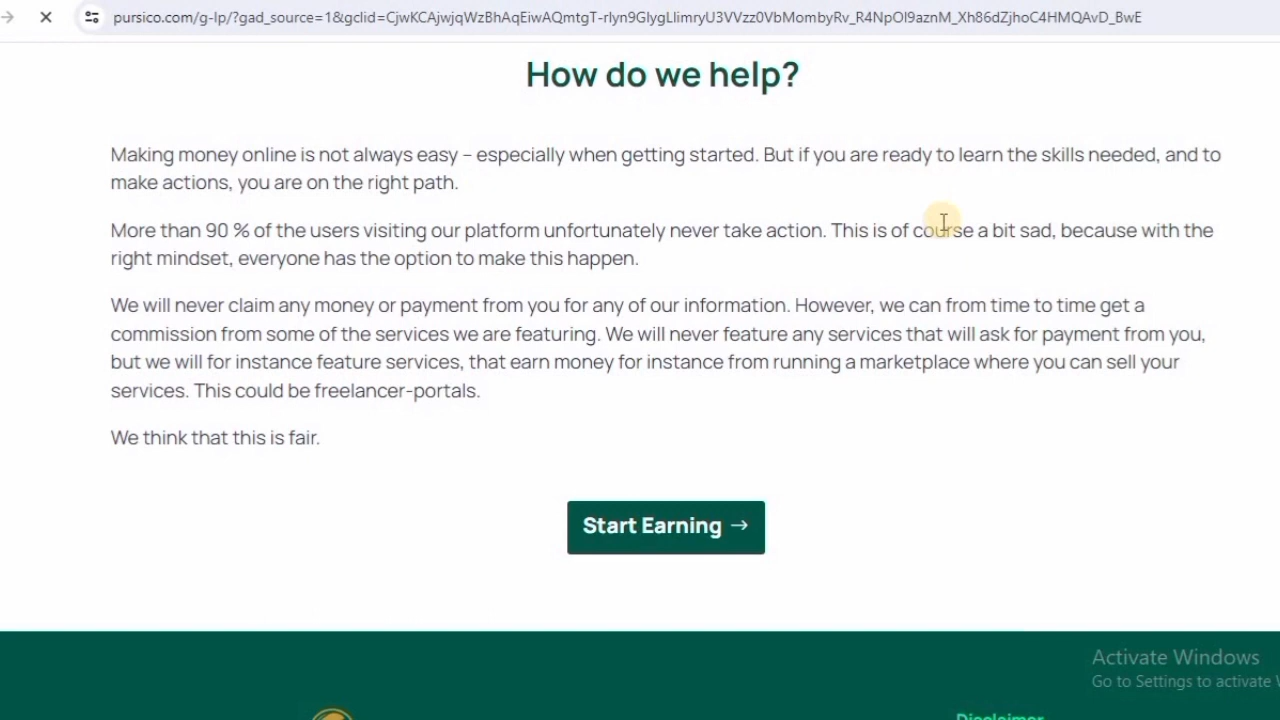 pursico.com/g-lp/?gad_source=1&gclid=CjwKCAjwjqWzBhAqEiwAQmtgT-rIyn9GlygLlimryU3VVzz0VbMombyRv_R4NpOl9aznM_Xh86dZjhoC4HMQAvD_BwE
How do we help?
Making money online is not always easy – especially when getting started. But if you are ready to learn the skills needed, and to
make actions, you are on the right path.
More than 90 % of the users visiting our platform unfortunately never take action. This is of course a bit sad, because with the
right mindset, everyone has the option to make this happen.
We will never claim any money or payment from you for any of our information. However, we can from time to time get a
commission from some of the services we are featuring. We will never feature any services that will ask for payment from you,
but we will for instance feature services, that earn money for instance from running a marketplace where you can sell your
services. This could be freelancer-portals.
We think that this is fair.
Start Earning →
Activate Windows
Go to Settings to activate
Disclaimer